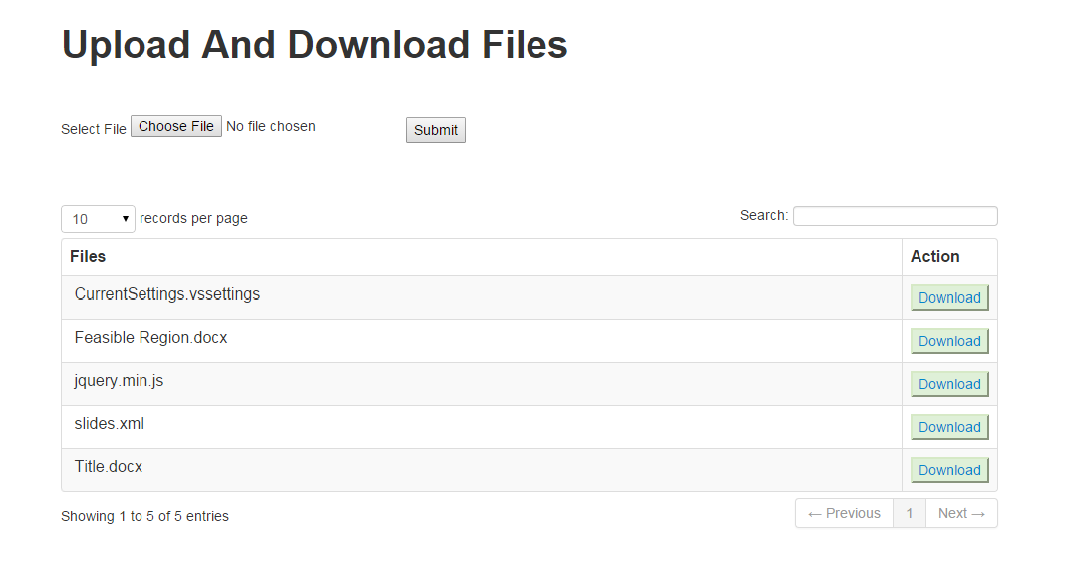 Upload And Download Files
Select File Choose File No file chosen Submit
10 records per page Search:
Files Action
CurrentSettings.vssettings Download
Feasible Region.docx Download
jquery.min.js Download
slides.xml Download
Title.docx Download
Showing 1 to 5 of 5 entries ← Previous 1 Next →